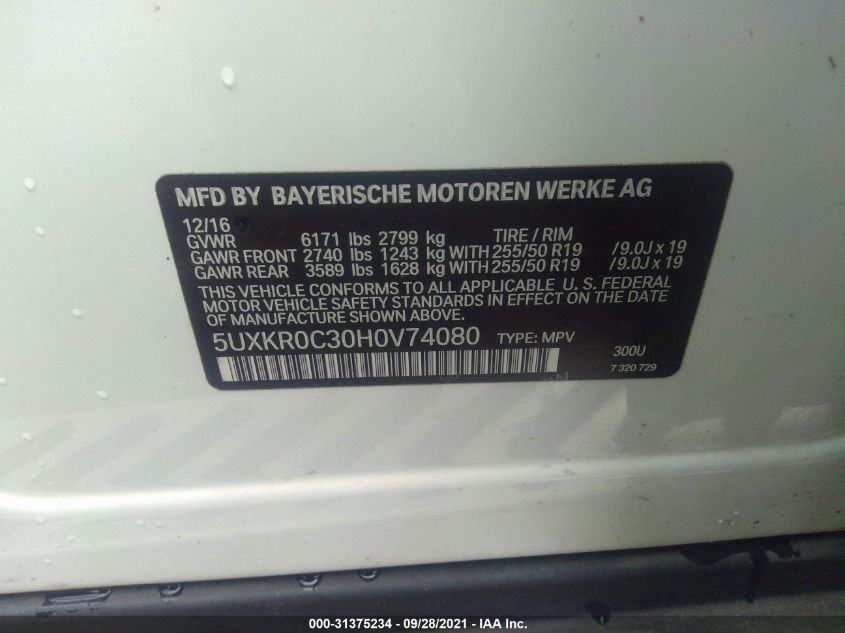 MFD BY BAYERISCHE MOTOREN WERKE AG
12/16
GVWR 6171 lbs 2799 kg TIRE / RIM
GAWR FRONT 2740 lbs 1243 kg WITH 255/50 R19 /9.0J x 19
GAWR REAR 3589 lbs 1628 kg WITH 255/50 R19 /9.0J x 19
THIS VEHICLE CONFORMS TO ALL APPLICABLE U. S. FEDERAL
MOTOR VEHICLE SAFETY STANDARDS IN EFFECT ON THE DATE
OF MANUFACTURE SHOWN ABOVE.
5UXKR0C30H0V74080 TYPE: MPV 300U
7 320 729
000-31375234 - 09/28/2021 - IAA Inc.